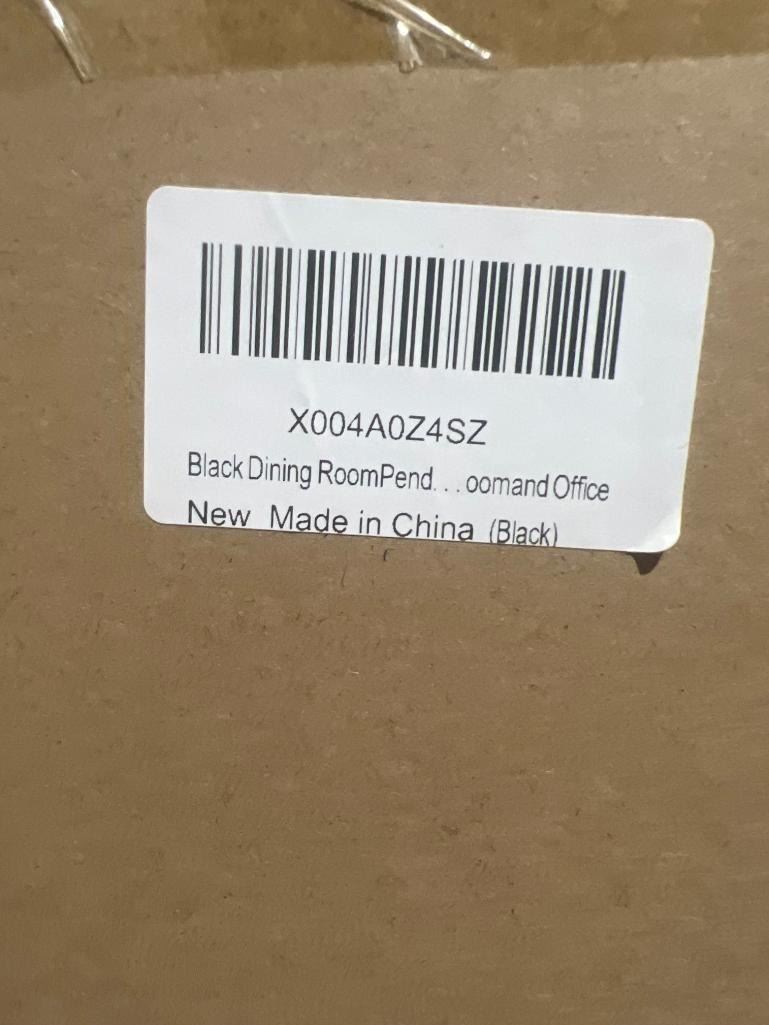 X004A0Z4SZ
Black Dining RoomPend...oomand Office
New Made in China (Black)